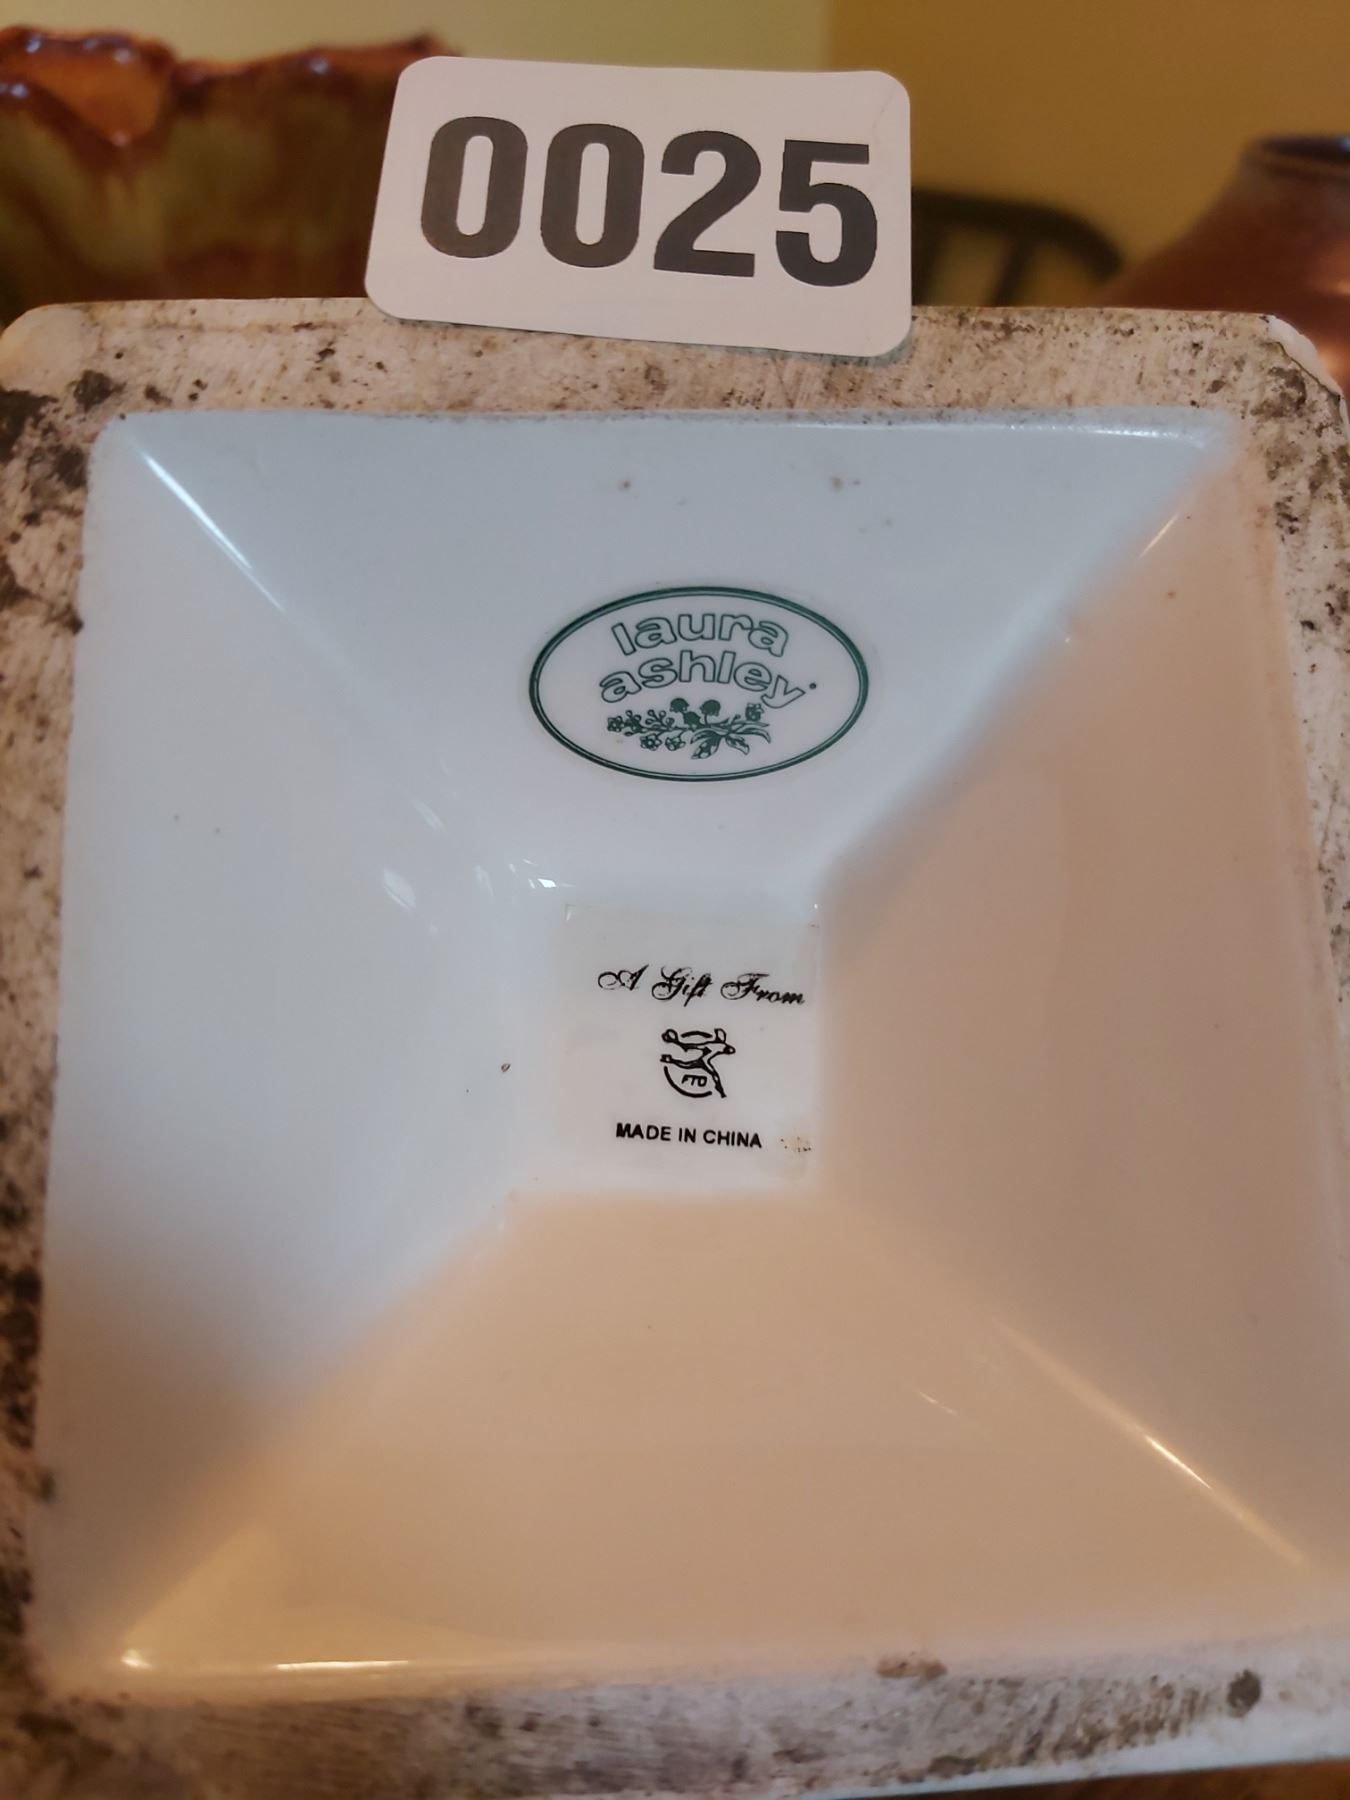 0025
laura
ashley
A Gift From
FTD
MADE IN CHINA